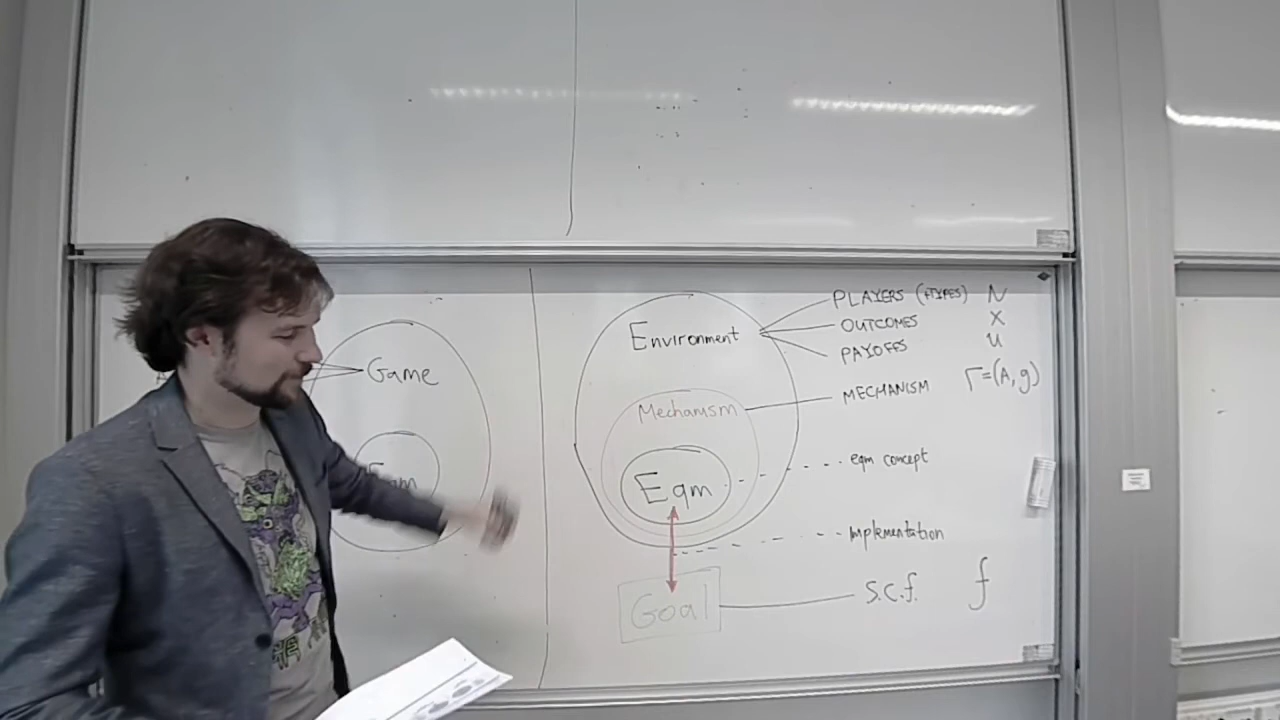 Game
Environment
Mechanism
Eqm
Goal
PLAYERS (+TYPES) N
OUTCOMES X
PAYOFFS u
MECHANISM Γ=(A, g)
eqm concept
Implementation
s.c.f. f